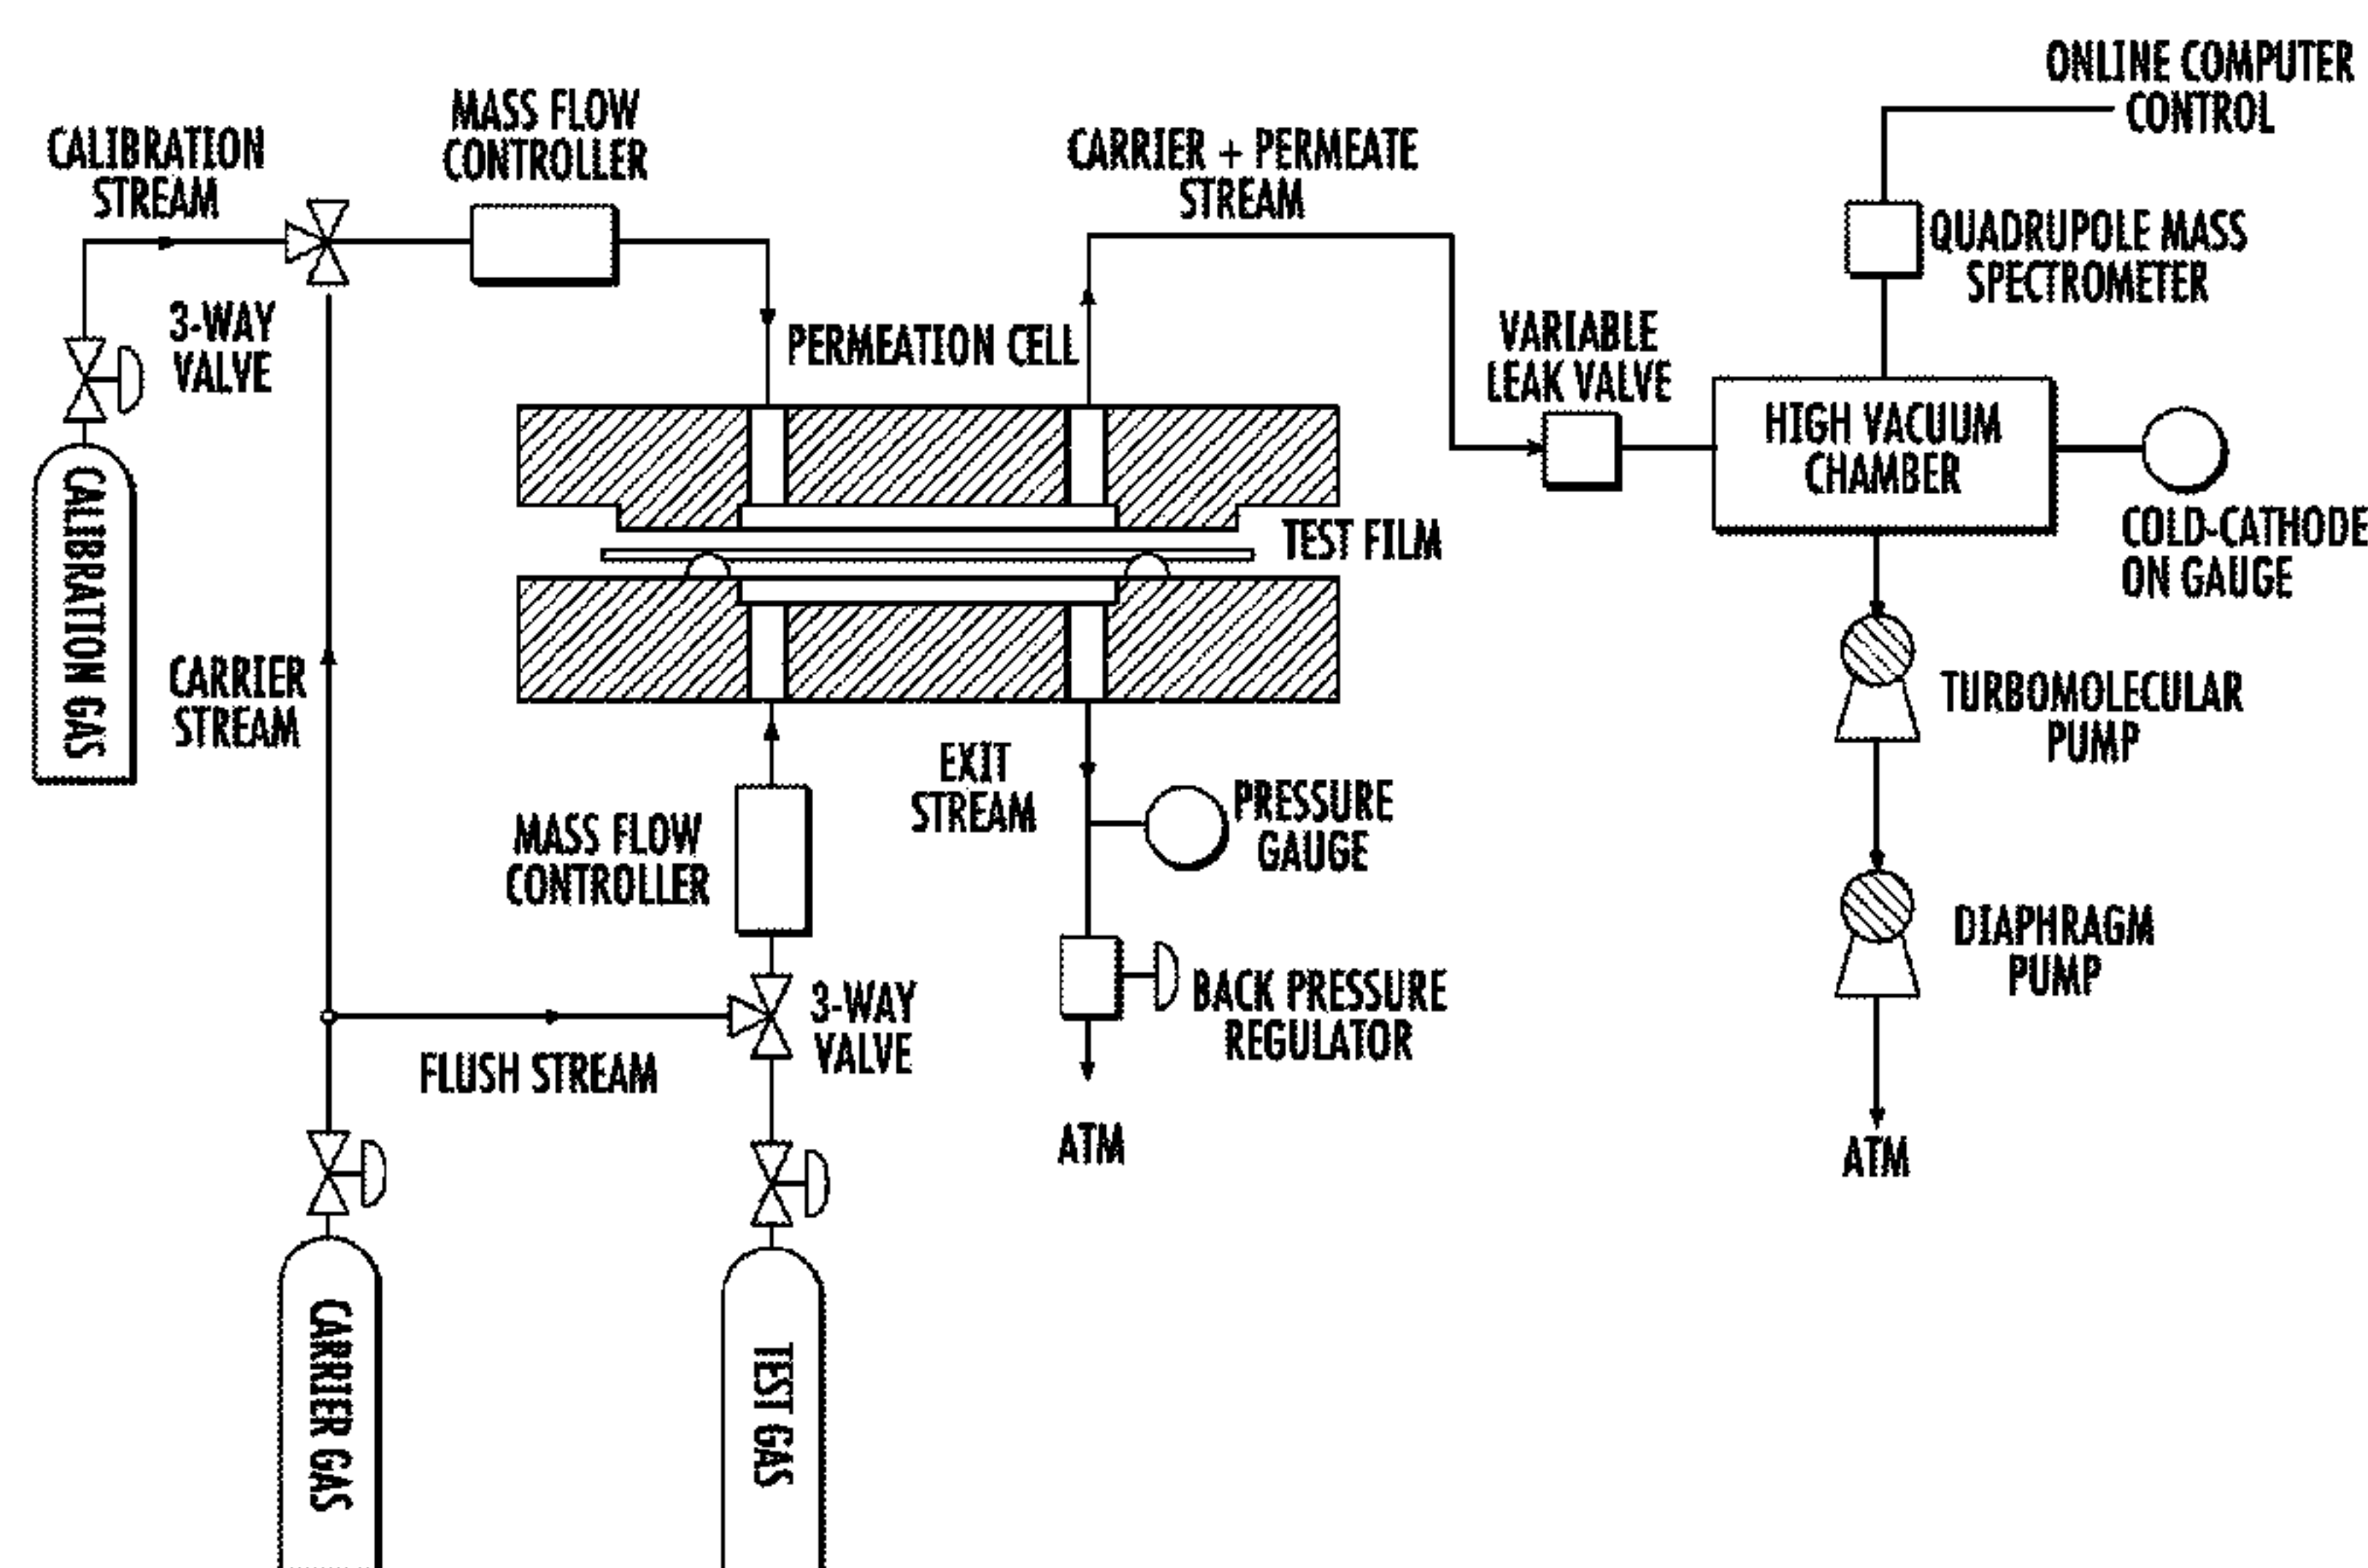 ONLINE COMPUTER
CONTROL
MASS FLOW
CONTROLLER
CALIBRATION
STREAM
CARRIER + PERMEATE
STREAM
QUADRUPOLE MASS
SPECTROMETER
3-WAY
VALVE
PERMEATION CELL
VARIABLE
LEAK VALVE
HIGH VACUUM
CHAMBER
CALIBRATION GAS
TEST FILM
COLD-CATHODE
ON GAUGE
CARRIER
STREAM
TURBOMOLECULAR
PUMP
EXIT
STREAM
PRESSURE
GAUGE
MASS FLOW
CONTROLLER
DIAPHRAGM
PUMP
3-WAY
VALVE
BACK PRESSURE
REGULATOR
FLUSH STREAM
ATM
ATM
CARRIER GAS
TEST GAS